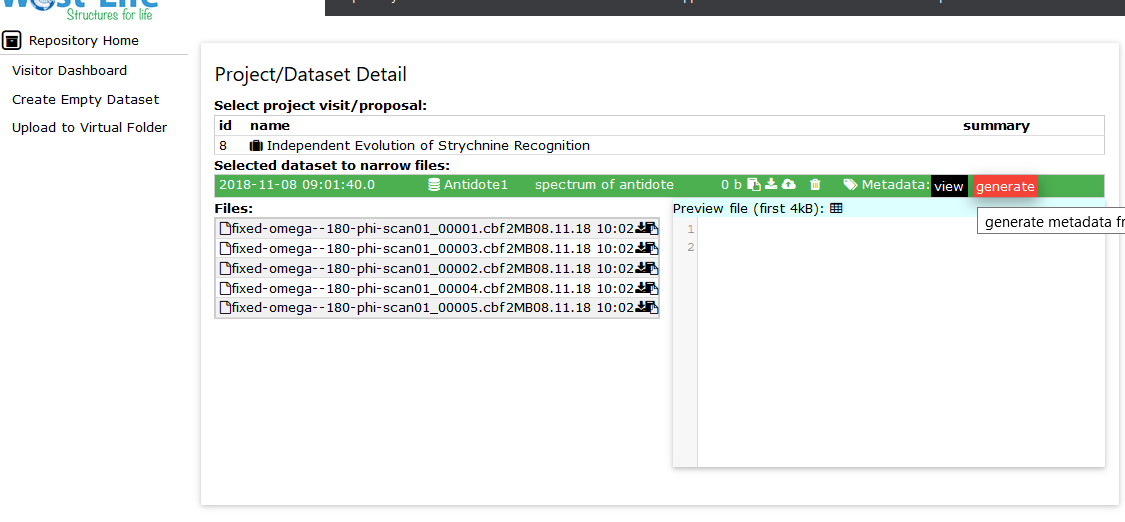 West-Life
Structures for life
Repository Home
Visitor Dashboard
Create Empty Dataset
Upload to Virtual Folder
Project/Dataset Detail
Select project visit/proposal:
id name summary
8 Independent Evolution of Strychnine Recognition
Selected dataset to narrow files:
2018-11-08 09:01:40.0 Antidote1 spectrum of antidote 0 b Metadata: view generate
generate metadata fr
Files:
fixed-omega--180-phi-scan01_00001.cbf2MB08.11.18 10:02
fixed-omega--180-phi-scan01_00003.cbf2MB08.11.18 10:02
fixed-omega--180-phi-scan01_00002.cbf2MB08.11.18 10:02
fixed-omega--180-phi-scan01_00004.cbf2MB08.11.18 10:02
fixed-omega--180-phi-scan01_00005.cbf2MB08.11.18 10:02
Preview file (first 4kB):
1
2